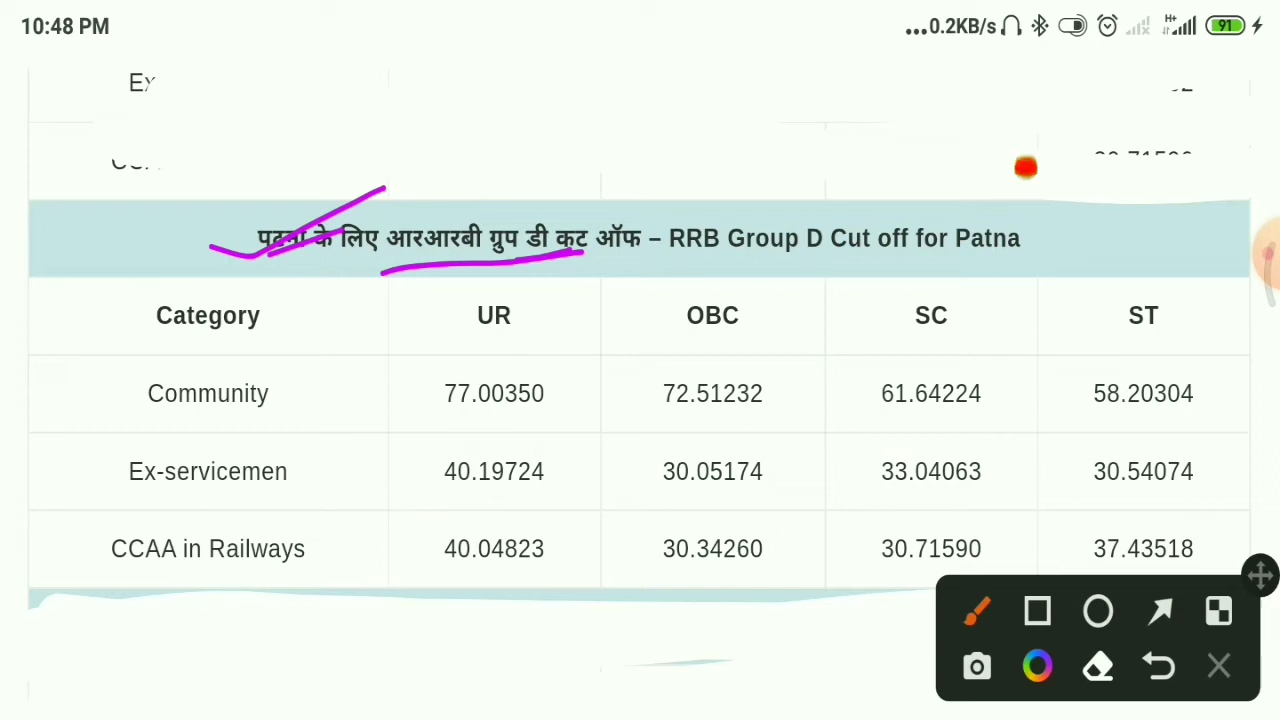 10:48 PM ...0.2KB/s H+ 91
पटना के लिए आरआरबी ग्रुप डी कट ऑफ – RRB Group D Cut off for Patna
Category UR OBC SC ST
Community 77.00350 72.51232 61.64224 58.20304
Ex-servicemen 40.19724 30.05174 33.04063 30.54074
CCAA in Railways 40.04823 30.34260 30.71590 37.43518